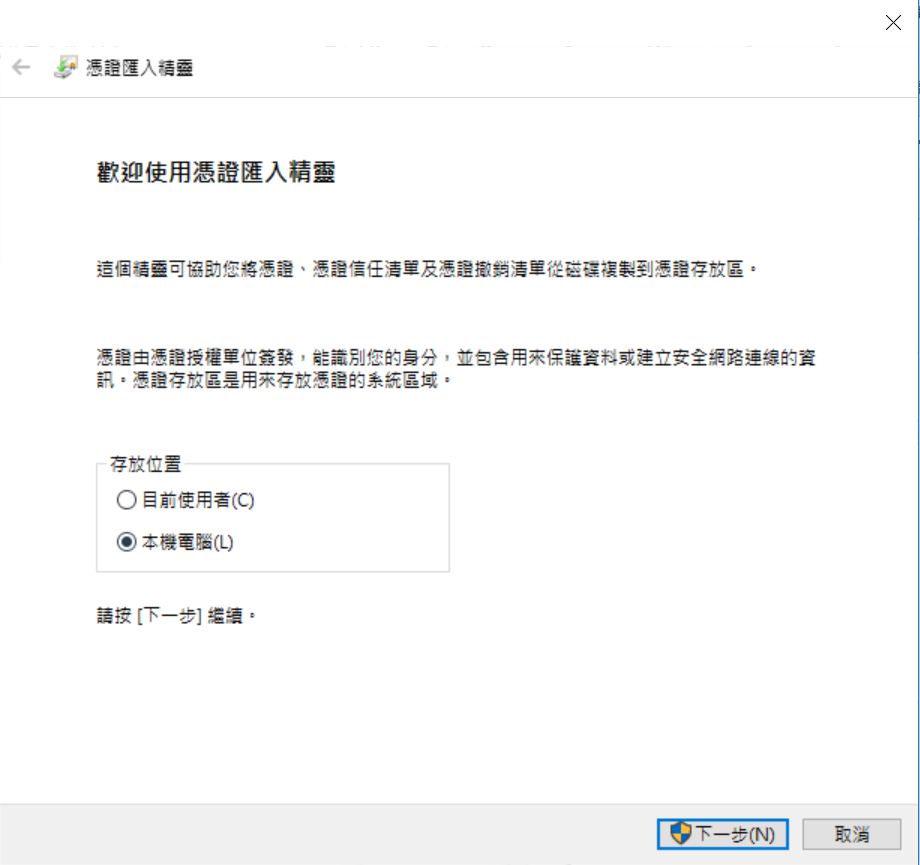 憑證匯入精靈
歡迎使用憑證匯入精靈
這個精靈可協助您將憑證、憑證信任清單及憑證撤銷清單從磁碟複製到憑證存放區。
憑證由憑證授權單位簽發，能識別您的身分，並包含用來保護資料或建立安全網路連線的資
訊。憑證存放區是用來存放憑證的系統區域。
存放位置
目前使用者(C)
本機電腦(L)
請按 [下一步] 繼續。
下一步(N)
取消